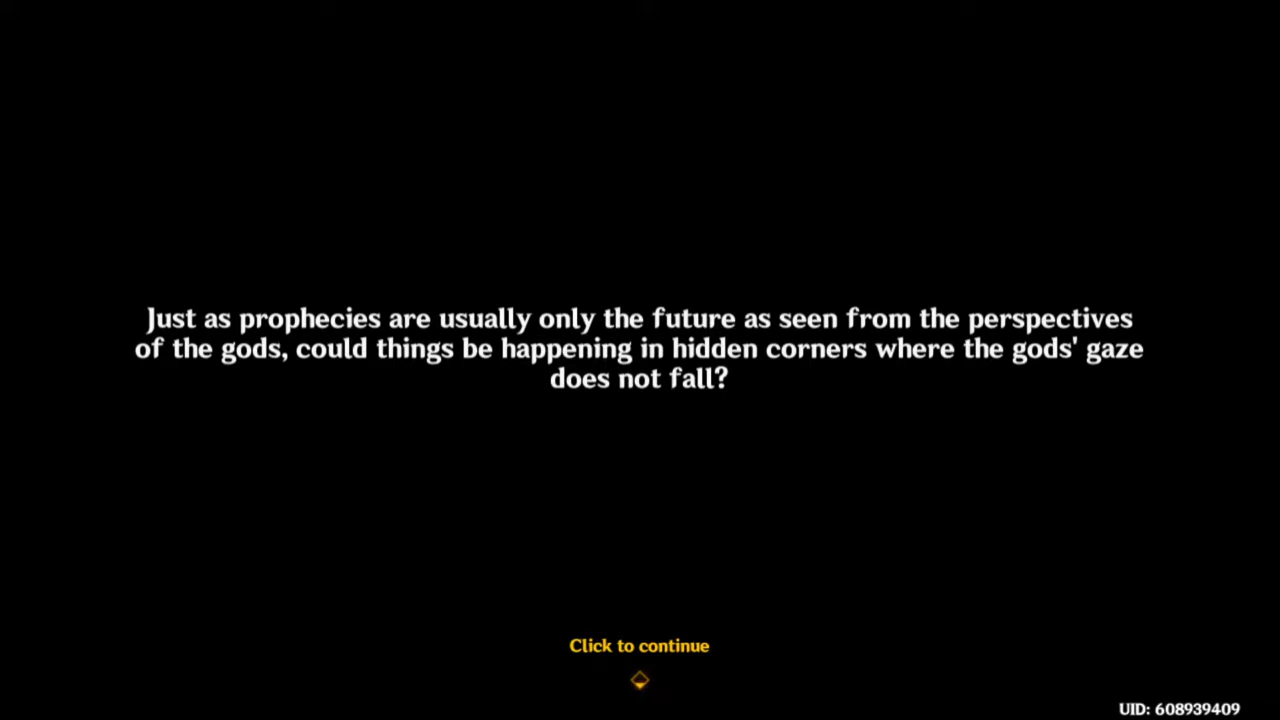 Just as prophecies are usually only the future as seen from the perspectives
of the gods, could things be happening in hidden corners where the gods' gaze
does not fall?
Click to continue
UID: 608939409